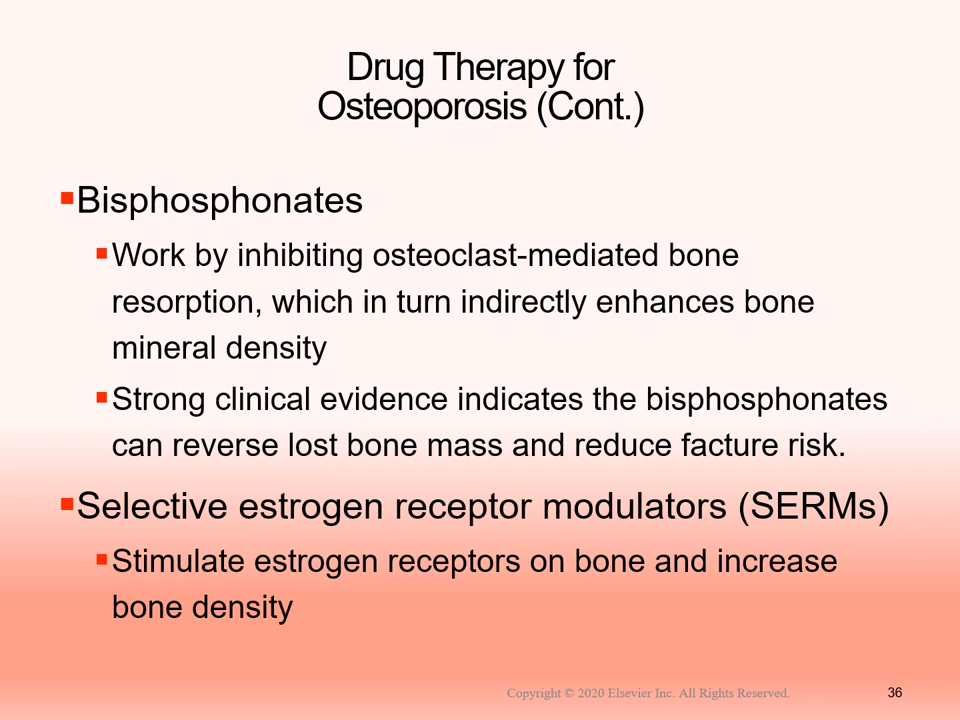 Drug Therapy for
Osteoporosis (Cont.)
Bisphosphonates
Work by inhibiting osteoclast-mediated bone
resorption, which in turn indirectly enhances bone
mineral density
Strong clinical evidence indicates the bisphosphonates
can reverse lost bone mass and reduce facture risk.
Selective estrogen receptor modulators (SERMs)
Stimulate estrogen receptors on bone and increase
bone density
Copyright © 2020 Elsevier Inc. All Rights Reserved.
36